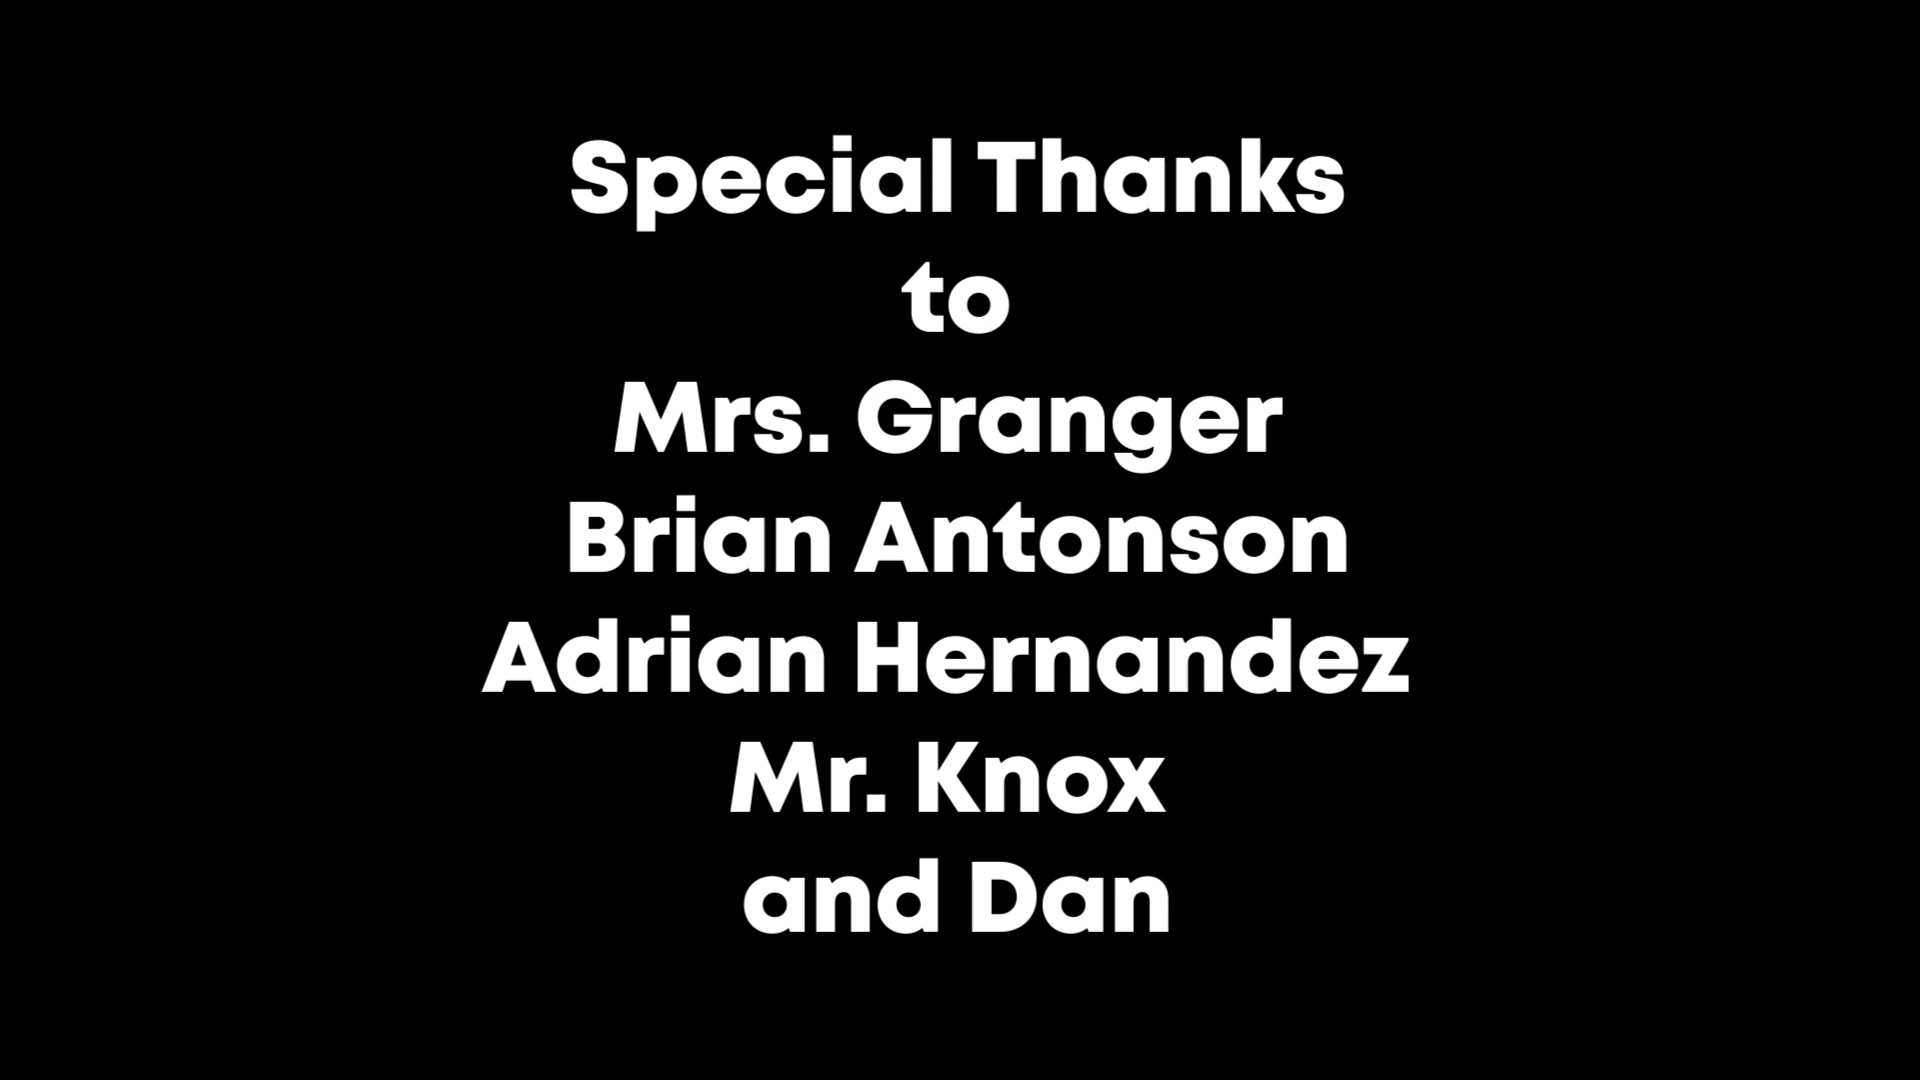 Special Thanks
to
Mrs. Granger
Brian Antonson
Adrian Hernandez
Mr. Knox
and Dan